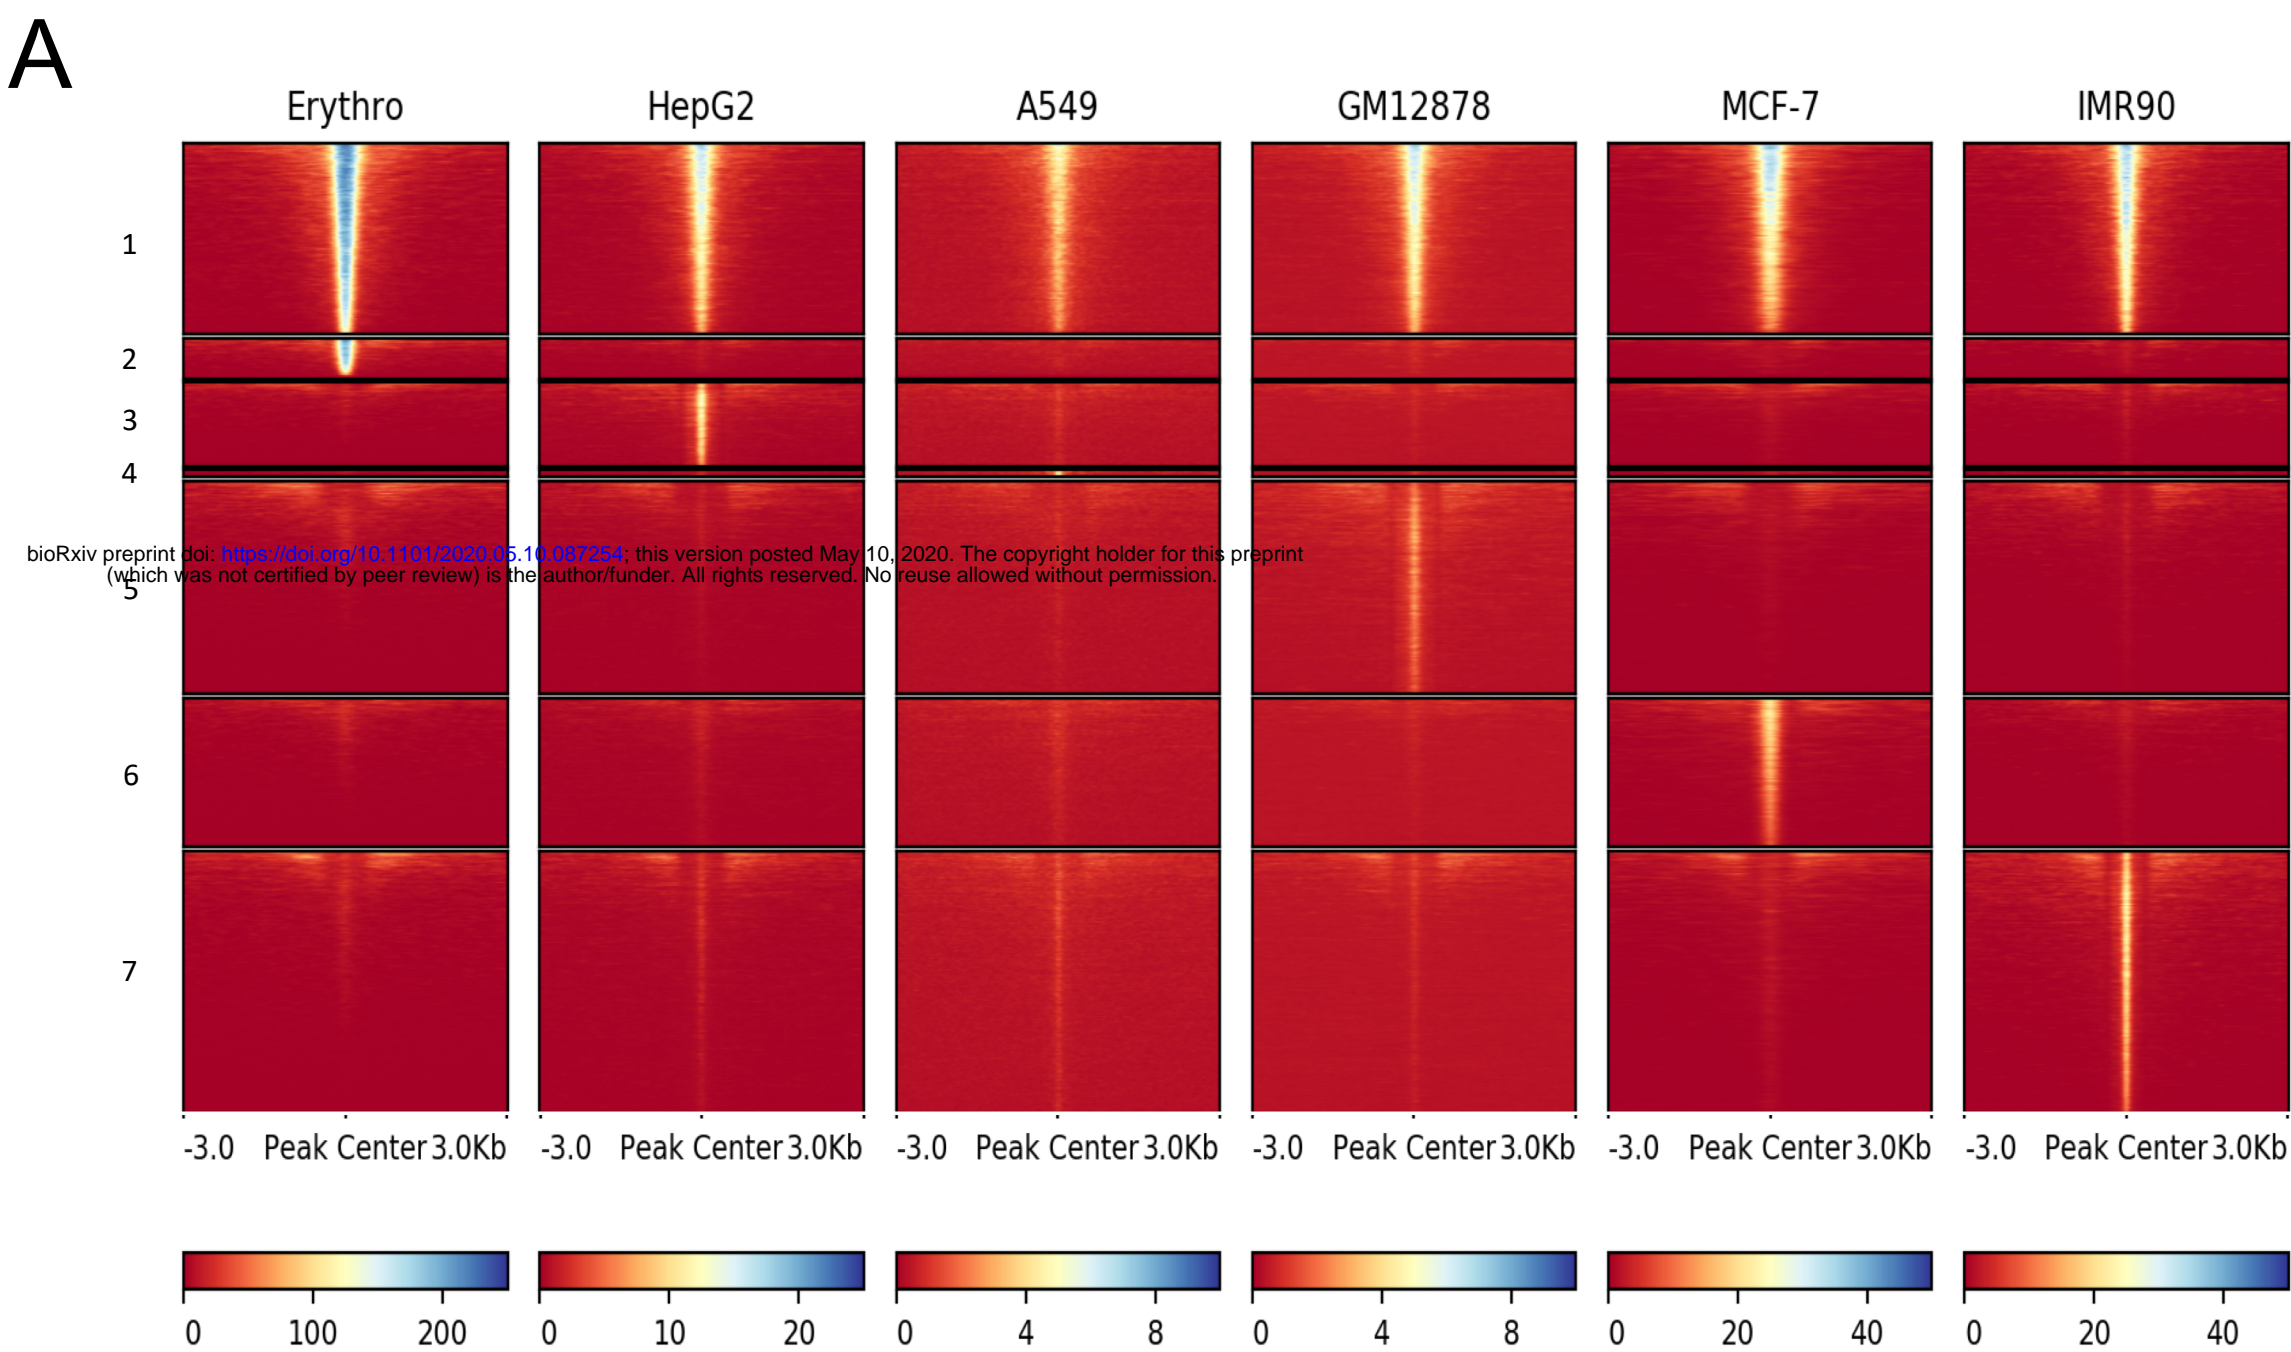 A
Erythro HepG2 A549 GM12878 MCF-7 IMR90
1
2
3
4
bioRxiv preprint doi: https://doi.org/10.1101/2020.05.10.087254; this version posted May 10, 2020. The copyright holder for this preprint
(which was not certified by peer review) is the author/funder. All rights reserved. No reuse allowed without permission.
5
6
7
-3.0 Peak Center 3.0Kb -3.0 Peak Center 3.0Kb -3.0 Peak Center 3.0Kb -3.0 Peak Center 3.0Kb -3.0 Peak Center 3.0Kb -3.0 Peak Center 3.0Kb
0 100 200 0 10 20 0 4 8 0 4 8 0 20 40 0 20 40